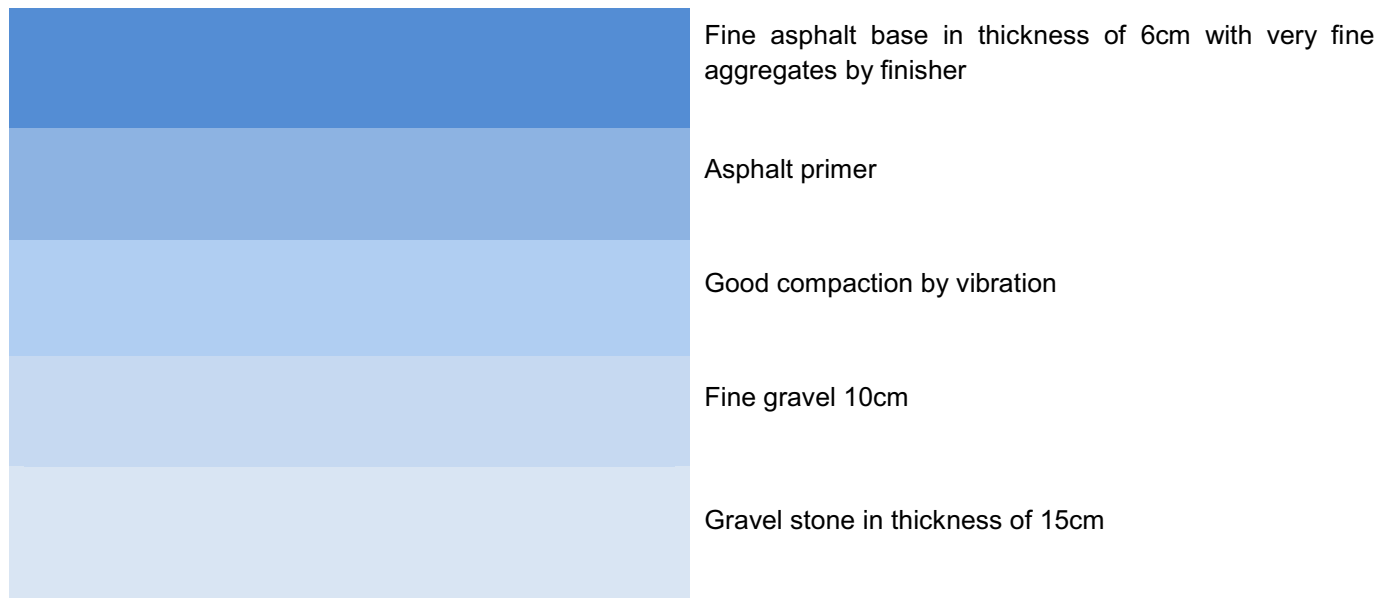 Fine asphalt base in thickness of 6cm with very fine
aggregates by finisher
Asphalt primer
Good compaction by vibration
Fine gravel 10cm
Gravel stone in thickness of 15cm